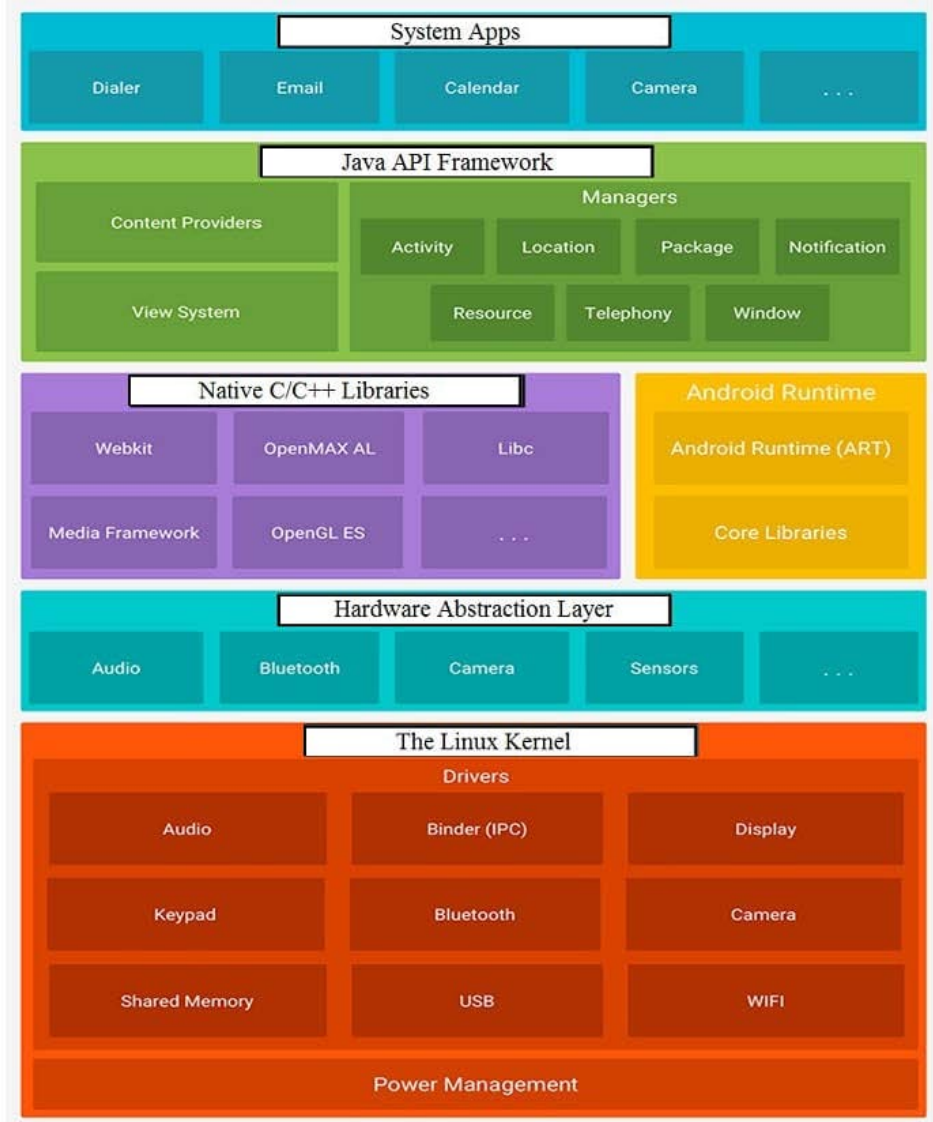 System Apps
Dialer
Email
Calendar
Camera
. . .
Java API Framework
Content Providers
View System
Managers
Activity
Location
Package
Notification
Resource
Telephony
Window
Native C/C++ Libraries
Webkit
OpenMAX AL
Libc
Media Framework
OpenGL ES
. . .
Android Runtime
Android Runtime (ART)
Core Libraries
Hardware Abstraction Layer
Audio
Bluetooth
Camera
Sensors
. . .
The Linux Kernel
Drivers
Audio
Binder (IPC)
Display
Keypad
Bluetooth
Camera
Shared Memory
USB
WIFI
Power Management